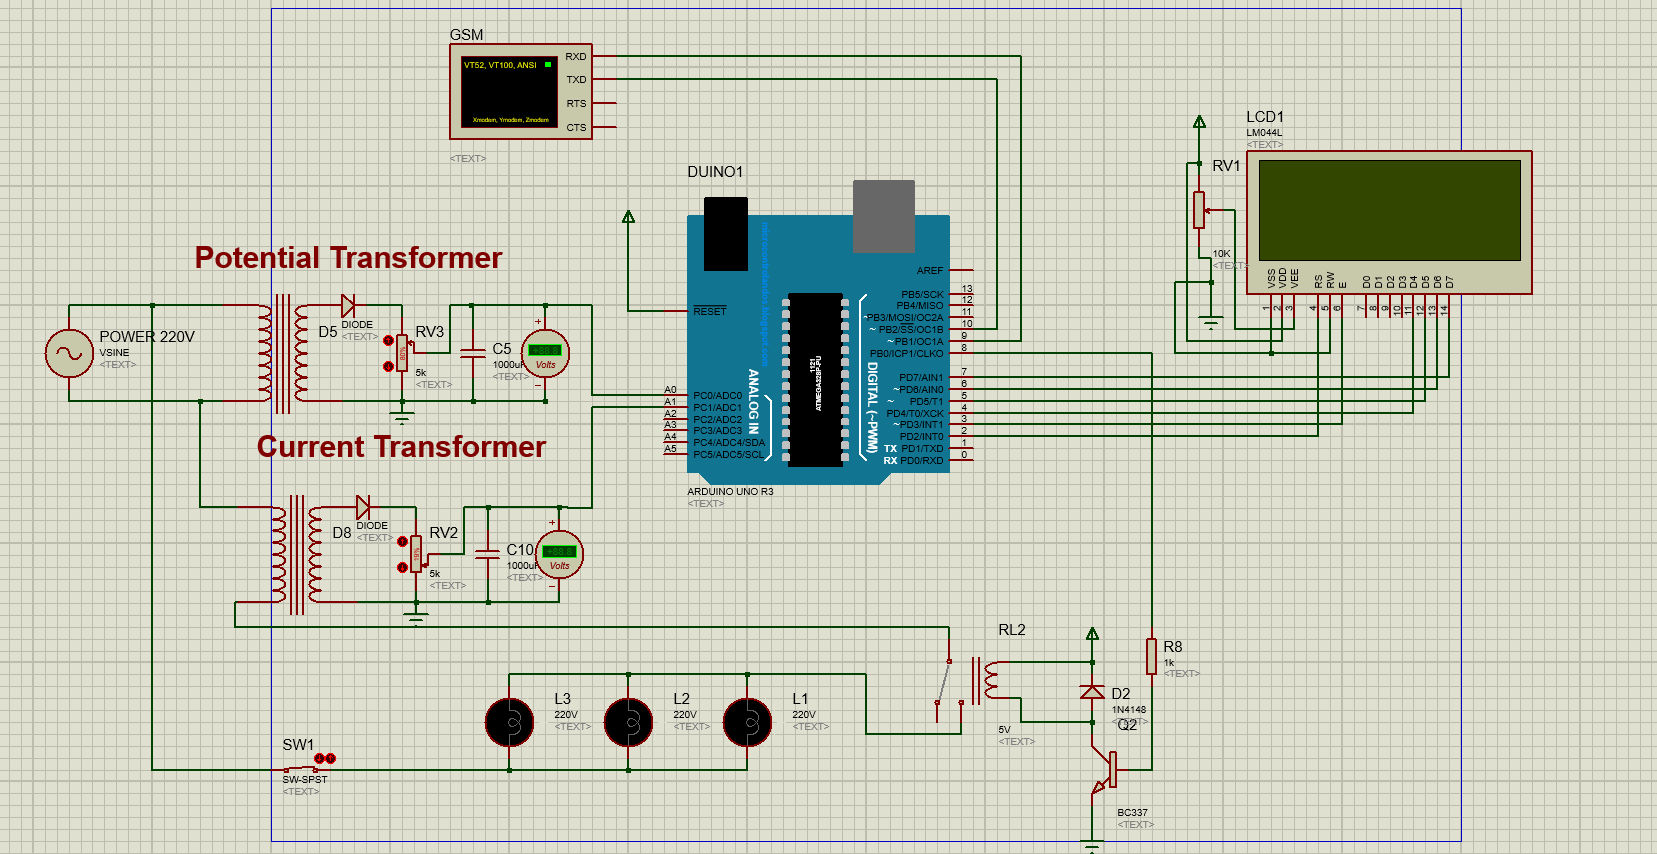 GSM
VT52, VT100, ANSI
Xmodem, Ymodem, Zmodem
RXD
TXD
RTS
CTS
<TEXT>
DUINO1
microcontrolandos.blogspot.com
RESET
AREF
PB5/SCK 13
PB4/MISO 12
~PB3/MOSI/OC2A 11
~ PB2/SS/OC1B 10
~PB1/OC1A 9
PB0/ICP1/CLKO 8
PD7/AIN1 7
~PD6/AIN0 6
~ PD5/T1 5
PD4/T0/XCK 4
~PD3/INT1 3
PD2/INT0 2
TX PD1/TXD 1
RX PD0/RXD 0
A0 PC0/ADC0
A1 PC1/ADC1
A2 PC2/ADC2
A3 PC3/ADC3
A4 PC4/ADC4/SDA
A5 PC5/ADC5/SCL
ANALOG IN
1121
ATMEGA328P-PU
DIGITAL (~PWM)
ARDUINO UNO R3
<TEXT>
LCD1
LM044L
<TEXT>
RV1
10K
<TEXT>
VSS VDD VEE RS RW E D0 D1 D2 D3 D4 D5 D6 D7
1 2 3 4 5 6 7 8 9 10 11 12 13 14
Potential Transformer
POWER 220V
VSINE
<TEXT>
D5
DIODE
<TEXT>
RV3
80%
5k
<TEXT>
C5
1000uF
<TEXT>
+
+88.8
Volts
−
Current Transformer
D8
DIODE
<TEXT>
RV2
5k
<TEXT>
C10
1000uF
<TEXT>
+
+88.8
Volts
−
RL2
5V
<TEXT>
R8
1k
<TEXT>
D2
1N4148
<TEXT>
Q2
BC337
<TEXT>
L3
220V
<TEXT>
L2
220V
<TEXT>
L1
220V
<TEXT>
SW1
SW-SPST
<TEXT>